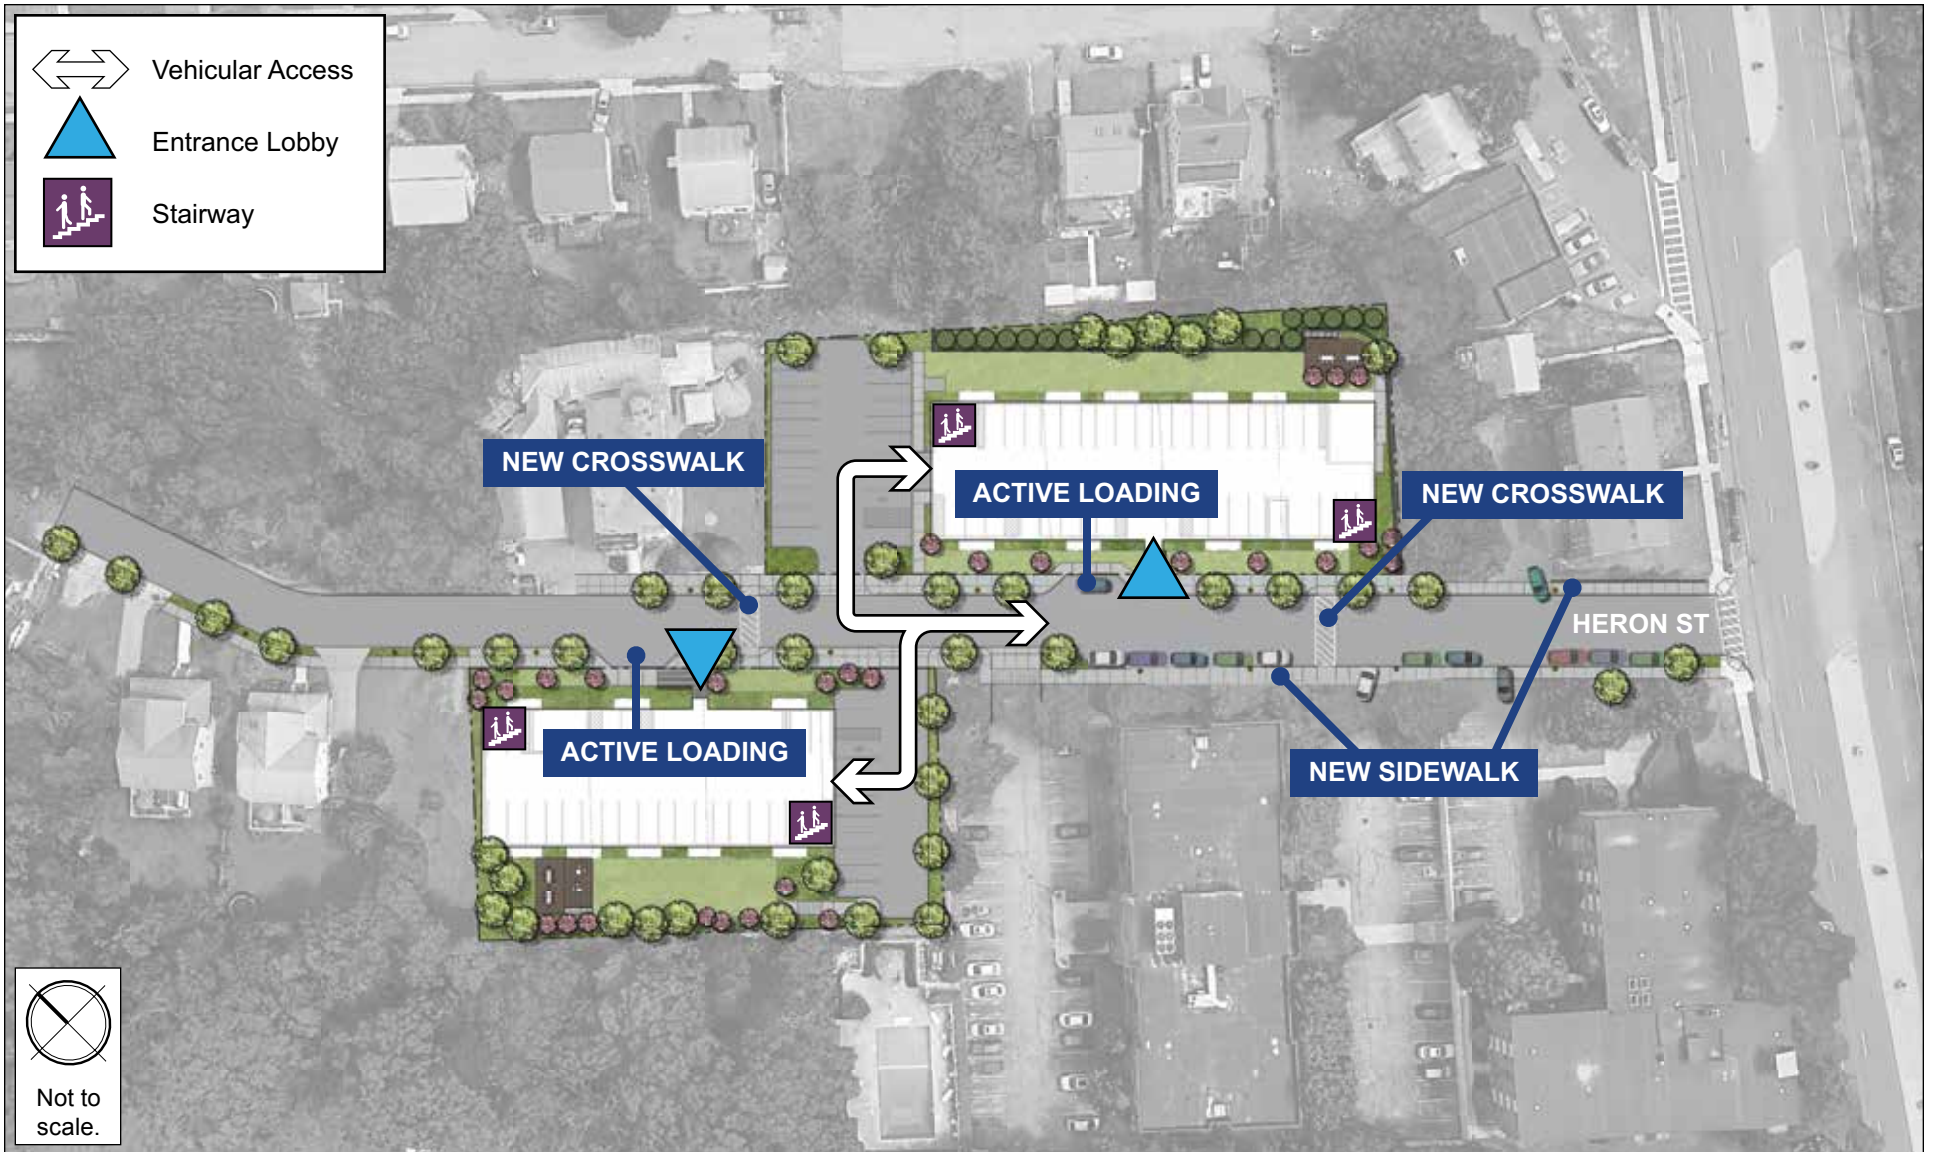 Vehicular Access
Entrance Lobby
Stairway
NEW CROSSWALK
ACTIVE LOADING
NEW CROSSWALK
HERON ST
ACTIVE LOADING
NEW SIDEWALK
Not to
scale.